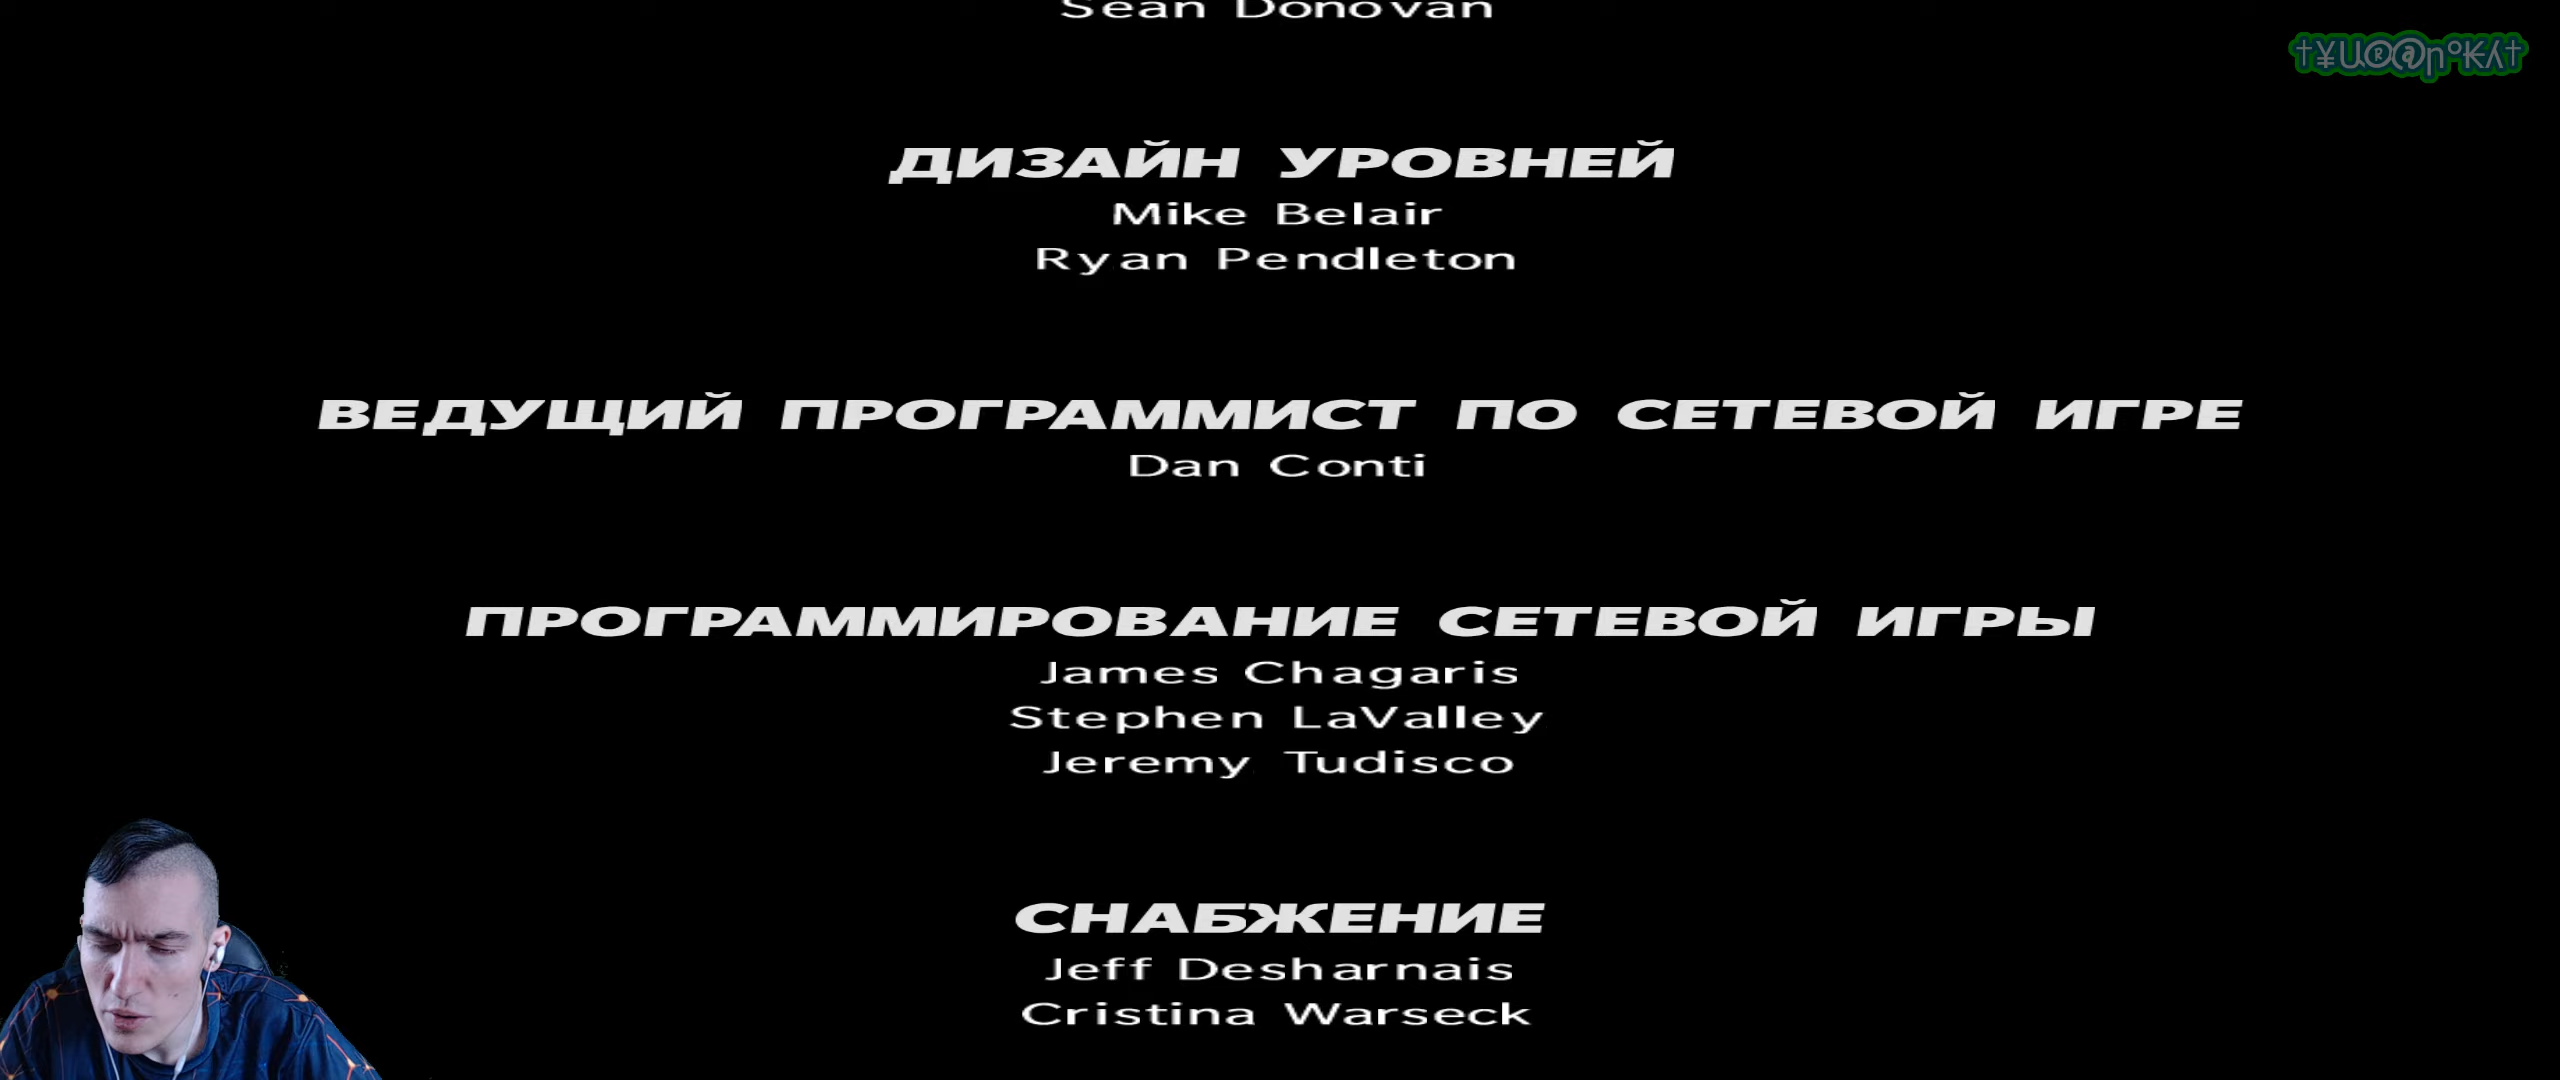 Sean Donovan
†¥U®@η°₭ʎ†
ДИЗАЙН УРОВНЕЙ
Mike Belair
Ryan Pendleton
ВЕДУЩИЙ ПРОГРАММИСТ ПО СЕТЕВОЙ ИГРЕ
Dan Conti
ПРОГРАММИРОВАНИЕ СЕТЕВОЙ ИГРЫ
James Chagaris
Stephen LaValley
Jeremy Tudisco
СНАБЖЕНИЕ
Jeff Desharnais
Cristina Warseck